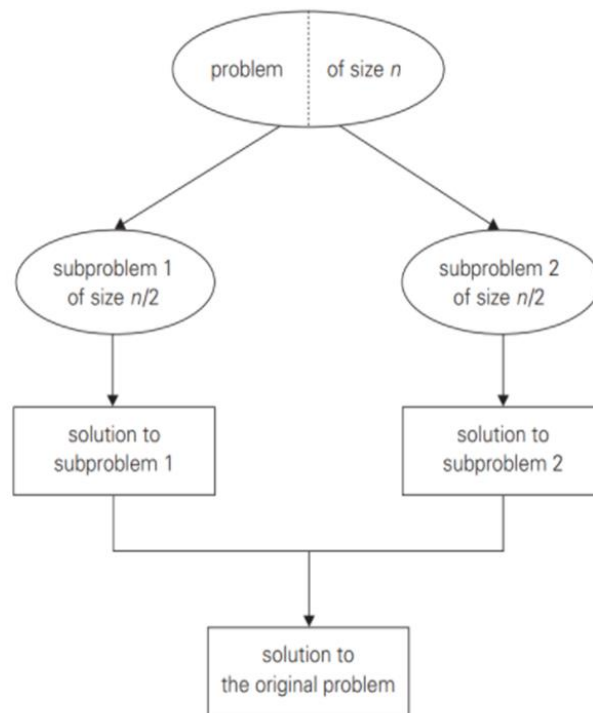 problem of size n
subproblem 1
of size n/2
subproblem 2
of size n/2
solution to
subproblem 1
solution to
subproblem 2
solution to
the original problem